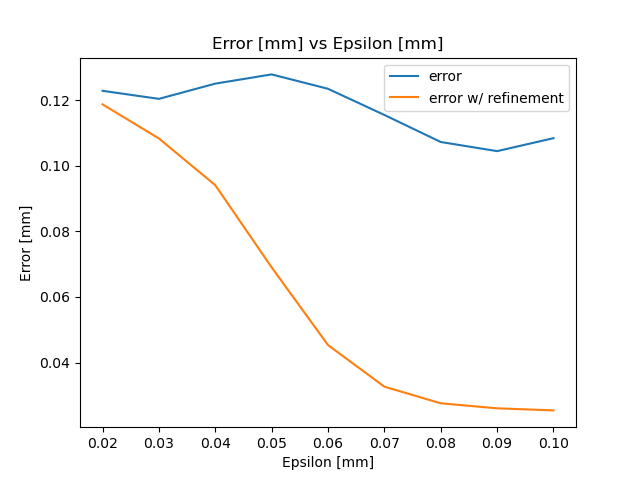 Error [mm] vs Epsilon [mm]
error
error w/ refinement
0.12
0.10
0.08
0.06
0.04
Error [mm]
0.02 0.03 0.04 0.05 0.06 0.07 0.08 0.09 0.10
Epsilon [mm]